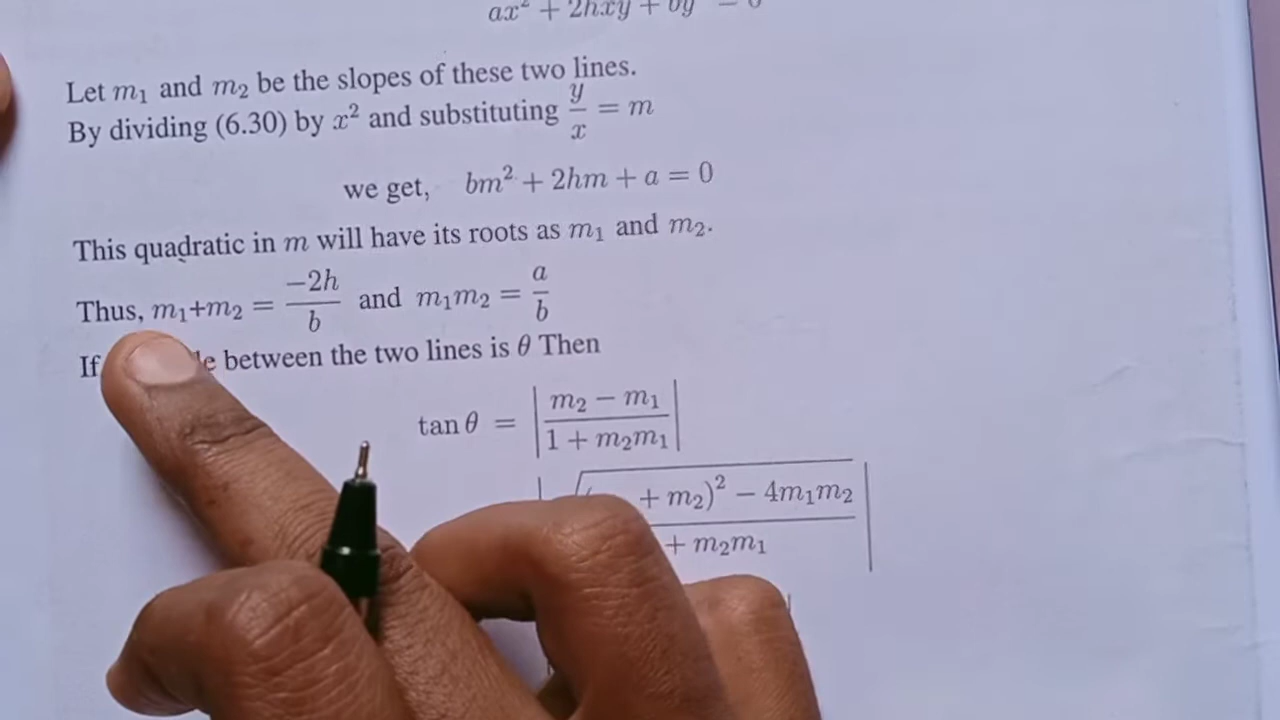 ax² + 2hxy + by
Let m₁ and m₂ be the slopes of these two lines.
By dividing (6.30) by x² and substituting y/x = m
we get, bm² + 2hm + a = 0
This quadratic in m will have its roots as m₁ and m₂.
Thus, m₁+m₂ = -2h/b and m₁m₂ = a/b
If between the two lines is θ Then
tan θ = |(m₂ − m₁)/(1 + m₂m₁)|
+ m₂)² − 4m₁m₂
+ m₂m₁